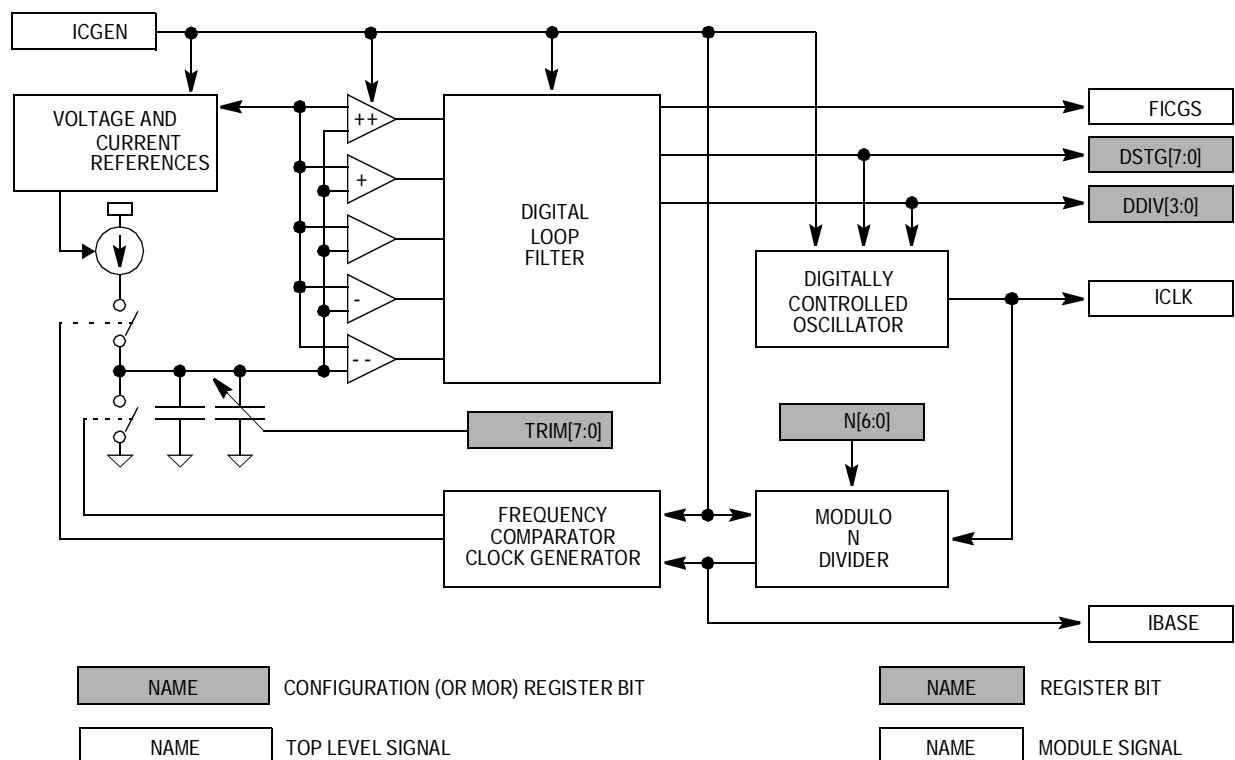 ICGEN
VOLTAGE AND
CURRENT
REFERENCES
++
+
-
--
DIGITAL
LOOP
FILTER
FICGS
DSTG[7:0]
DDIV[3:0]
DIGITALLY
CONTROLLED
OSCILLATOR
ICLK
TRIM[7:0]
N[6:0]
FREQUENCY
COMPARATOR
CLOCK GENERATOR
MODULO
N
DIVIDER
IBASE
NAME CONFIGURATION (OR MOR) REGISTER BIT
NAME REGISTER BIT
NAME TOP LEVEL SIGNAL
NAME MODULE SIGNAL